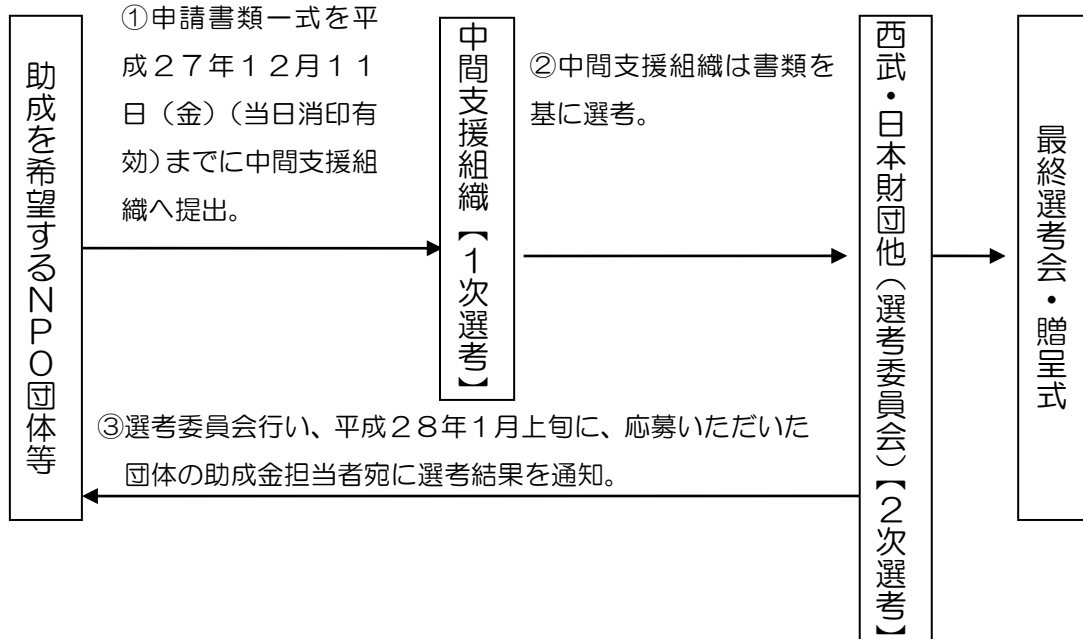 助成を希望するNPO団体等
①申請書類一式を平
成27年12月11
日(金)(当日消印有
効)までに中間支援組
織へ提出。
中間支援組織【1次選考】
②中間支援組織は書類を
基に選考。
西武・日本財団他(選考委員会)【2次選考】
最終選考会・贈呈式
③選考委員会行い、平成28年1月上旬に、応募いただいた
団体の助成金担当者宛に選考結果を通知。